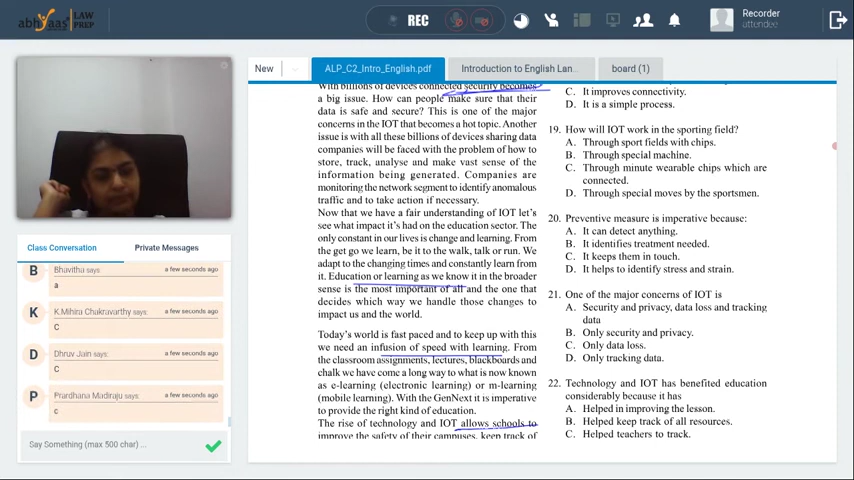 abhyaas LAW PREP
REC
Recorder
attendee
New
ALP_C2_Intro_English.pdf
Introduction to English Lan...
board (1)
Class Conversation
Private Messages
B
Bhavithu says:
a few seconds ago
a
K
K.Mihira Chakravarthy says:
a few seconds ago
C
D
Dhruv Jain says:
a few seconds ago
C
P
Prardhana Madiraju says:
a few seconds ago
c
Say Something (max 500 char) ...
With billions of devices connected security becomes
a big issue. How can people make sure that their
data is safe and secure? This is one of the major
concerns in the IOT that becomes a hot topic. Another
issue is with all these billions of devices sharing data
companies will be faced with the problem of how to
store, track, analyse and make vast sense of the
information being generated. Companies are
monitoring the network segment to identify anomalous
traffic and to take action if necessary.
Now that we have a fair understanding of IOT let's
see what impact it's had on the education sector. The
only constant in our lives is change and learning. From
the get go we learn, be it to the walk, talk or run. We
adapt to the changing times and constantly learn from
it. Education or learning as we know it in the broader
sense is the most important of all and the one that
decides which way we handle those changes to
impact us and the world.
Today's world is fast paced and to keep up with this
we need an infusion of speed with learning. From
the classroom assignments, lectures, blackboards and
chalk we have come a long way to what is now known
as e-learning (electronic learning) or m-learning
(mobile learning). With the GenNext it is imperative
to provide the right kind of education.
The rise of technology and IOT allows schools to
improve the safety of their campuses, keep track of
C. It improves connectivity.
D. It is a simple process.
19. How will IOT work in the sporting field?
A. Through sport fields with chips.
B. Through special machine.
C. Through minute wearable chips which are
connected.
D. Through special moves by the sportsmen.
20. Preventive measure is imperative because:
A. It can detect anything.
B. It identifies treatment needed.
C. It keeps them in touch.
D. It helps to identify stress and strain.
21. One of the major concerns of IOT is
A. Security and privacy, data loss and tracking
data
B. Only security and privacy.
C. Only data loss.
D. Only tracking data.
22. Technology and IOT has benefited education
considerably because it has
A. Helped in improving the lesson.
B. Helped keep track of all resources.
C. Helped teachers to track.